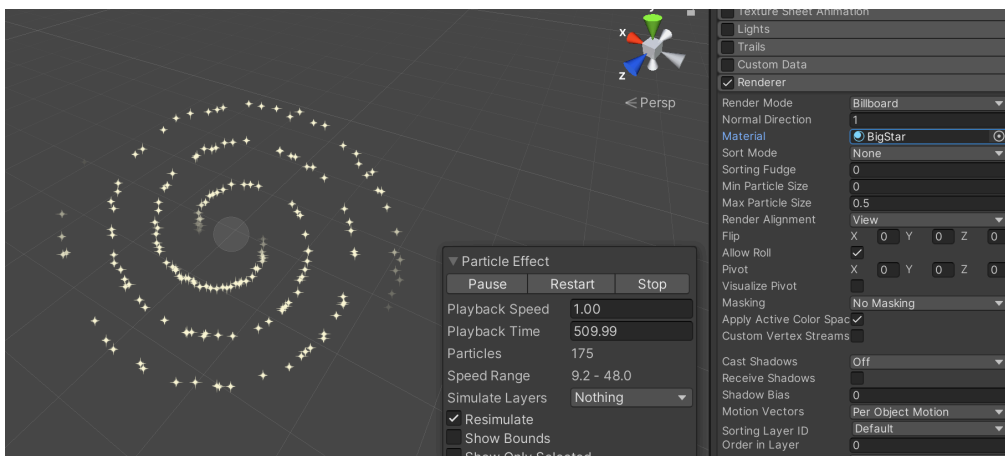 Texture Sheet Animation
Lights
Trails
Custom Data
Renderer
x
y
z
< Persp
Render Mode Billboard
Normal Direction 1
Material BigStar
Sort Mode None
Sorting Fudge 0
Min Particle Size 0
Max Particle Size 0.5
Render Alignment View
Flip X 0 Y 0 Z 0
Allow Roll
Pivot X 0 Y 0 Z 0
Visualize Pivot
Masking No Masking
Apply Active Color Spac
Custom Vertex Streams
Cast Shadows Off
Receive Shadows
Shadow Bias 0
Motion Vectors Per Object Motion
Sorting Layer ID Default
Order in Layer 0
Particle Effect
Pause Restart Stop
Playback Speed 1.00
Playback Time 509.99
Particles 175
Speed Range 9.2 - 48.0
Simulate Layers Nothing
Resimulate
Show Bounds
Show Only Selected